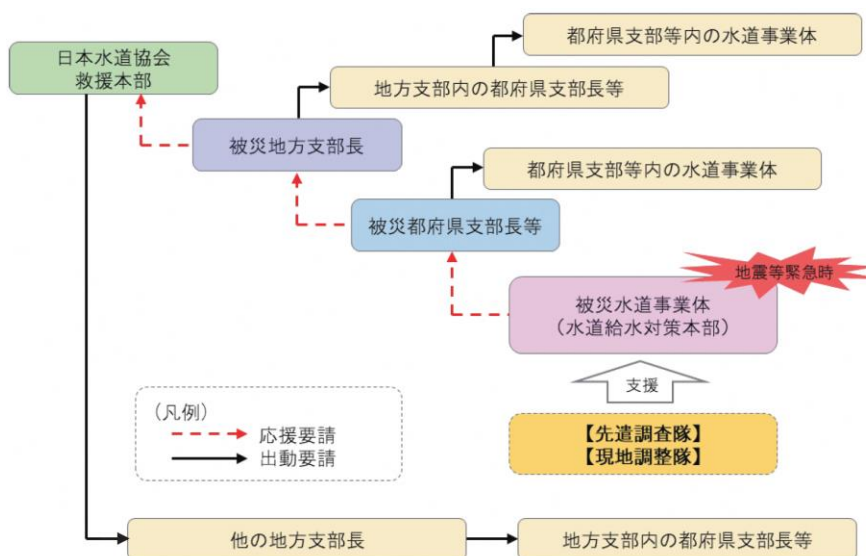 都府県支部等内の水道事業体
日本水道協会
救援本部
地方支部内の都府県支部長等
被災地方支部長
都府県支部等内の水道事業体
被災都府県支部長等
地震等緊急時
被災水道事業体
（水道給水対策本部）
支援
（凡例）
応援要請
出動要請
【先遣調査隊】
【現地調整隊】
他の地方支部長
地方支部内の都府県支部長等